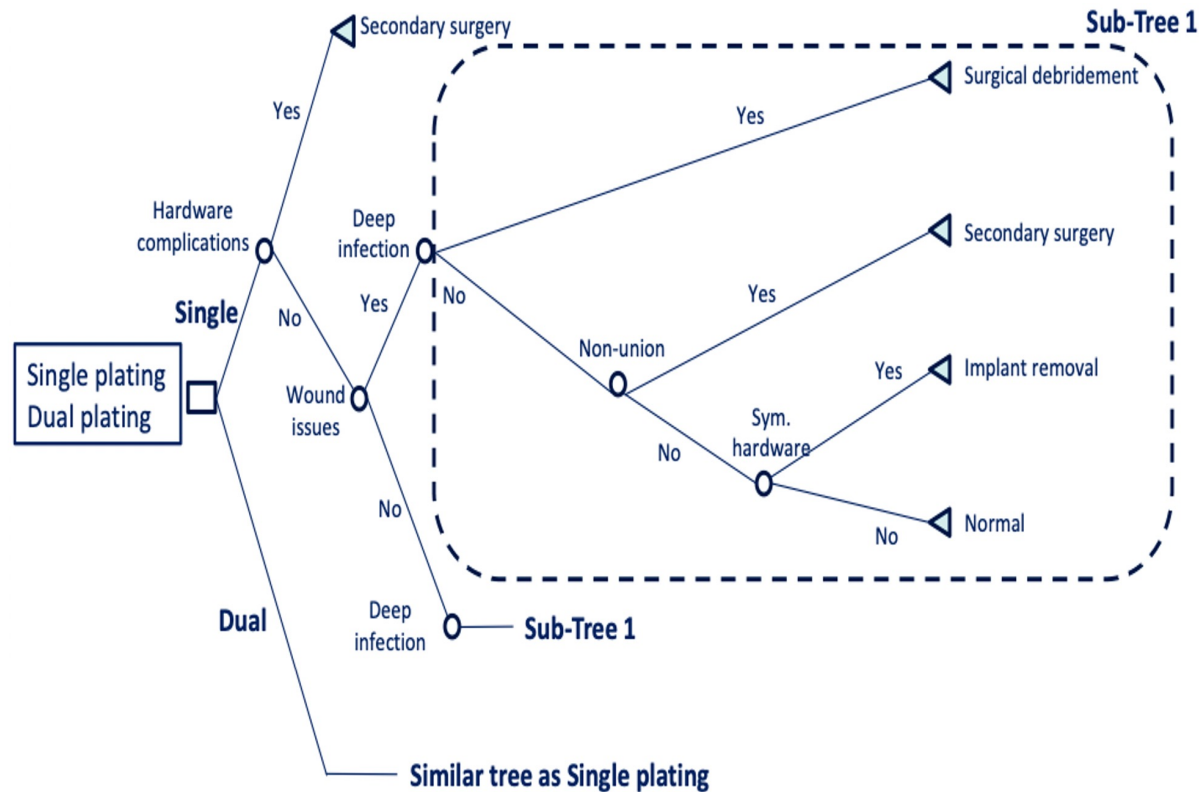 Sub-Tree 1
Secondary surgery
Surgical debridement
Yes
Yes
Hardware
complications
Deep
infection
Secondary surgery
Single
No
Yes
No
Yes
Non-union
Single plating
Dual plating
Wound
issues
Yes
Implant removal
Sym.
hardware
No
No
Normal
No
Dual
Deep
infection
Sub-Tree 1
Similar tree as Single plating